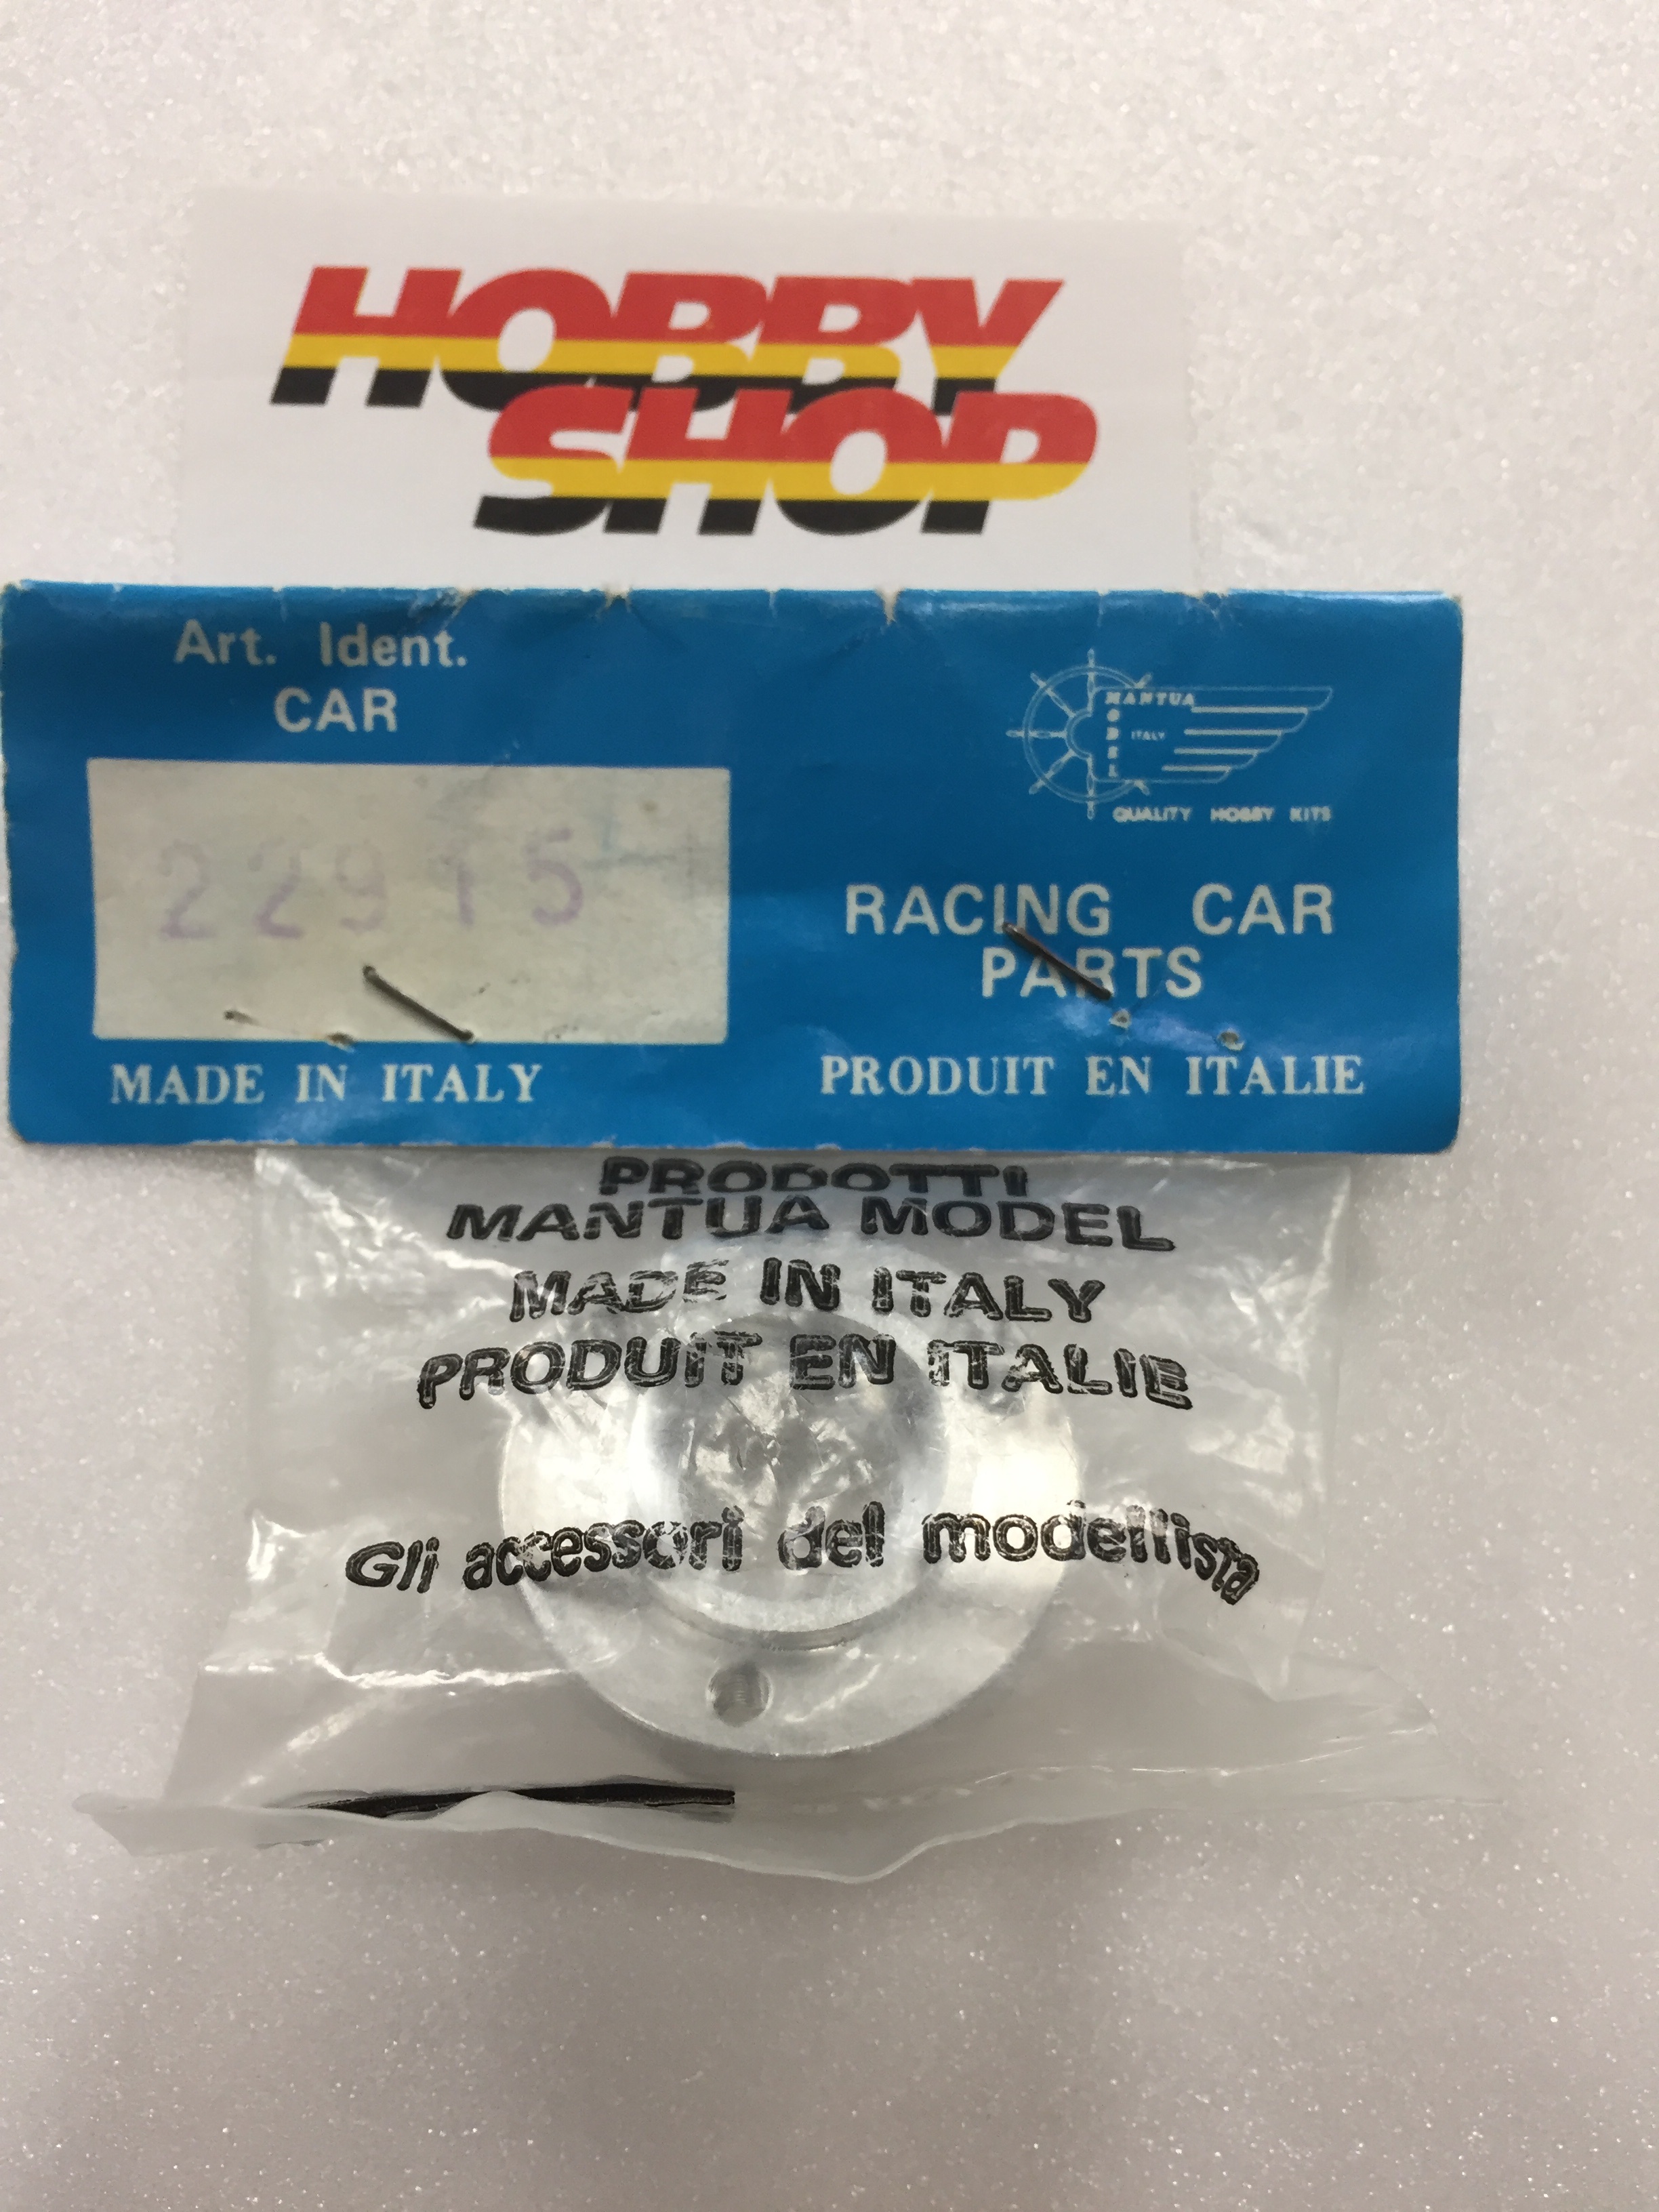 HOBBY
SHOP
Art. Ident.
CAR
22915
MADE IN ITALY
MANTUA
MODEL
ITALY
QUALITY HOBBY KITS
RACING CAR
PARTS
PRODUIT EN ITALIE
PRODOTTI
MANTUA MODEL
MADE IN ITALY
PRODUIT EN ITALIE
Gli accessori del modellista